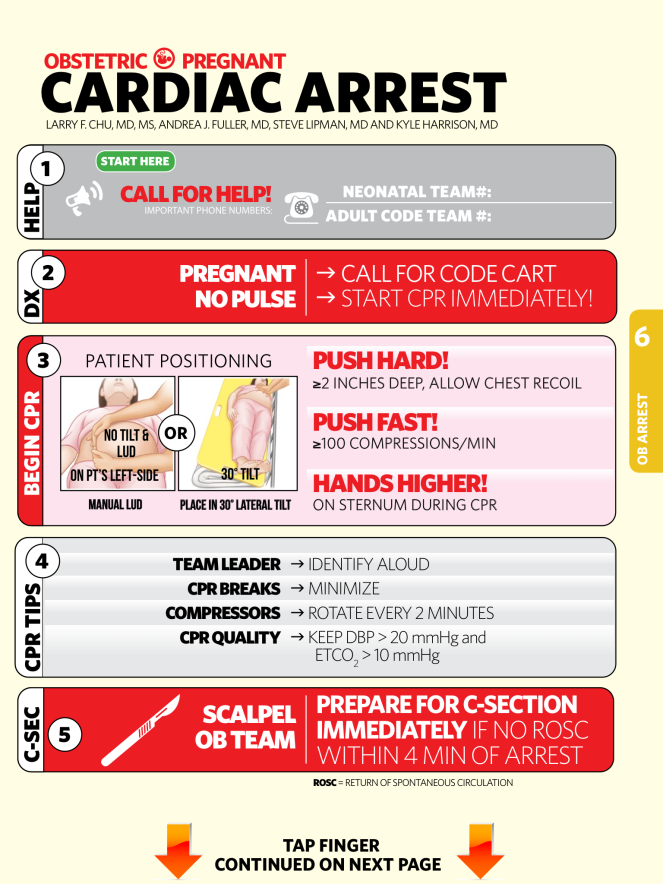 OBSTETRIC PREGNANT
CARDIAC ARREST
LARRY F. CHU, MD, MS, ANDREA J. FULLER, MD, STEVE LIPMAN, MD AND KYLE HARRISON, MD
HELP
1
START HERE
CALL FOR HELP!
IMPORTANT PHONE NUMBERS:
NEONATAL TEAM#:
ADULT CODE TEAM #:
DX
2
PREGNANT → CALL FOR CODE CART
NO PULSE → START CPR IMMEDIATELY!
6
OB ARREST
BEGIN CPR
3
PATIENT POSITIONING
NO TILT &
LUD
ON PT'S LEFT-SIDE
MANUAL LUD
OR
30° TILT
PLACE IN 30° LATERAL TILT
PUSH HARD!
≥2 INCHES DEEP, ALLOW CHEST RECOIL
PUSH FAST!
≥100 COMPRESSIONS/MIN
HANDS HIGHER!
ON STERNUM DURING CPR
CPR TIPS
4
TEAM LEADER → IDENTIFY ALOUD
CPR BREAKS → MINIMIZE
COMPRESSORS → ROTATE EVERY 2 MINUTES
CPR QUALITY → KEEP DBP > 20 mmHg and
ETCO2 > 10 mmHg
C-SEC
5
SCALPEL
OB TEAM
PREPARE FOR C-SECTION
IMMEDIATELY IF NO ROSC
WITHIN 4 MIN OF ARREST
ROSC = RETURN OF SPONTANEOUS CIRCULATION
TAP FINGER
CONTINUED ON NEXT PAGE